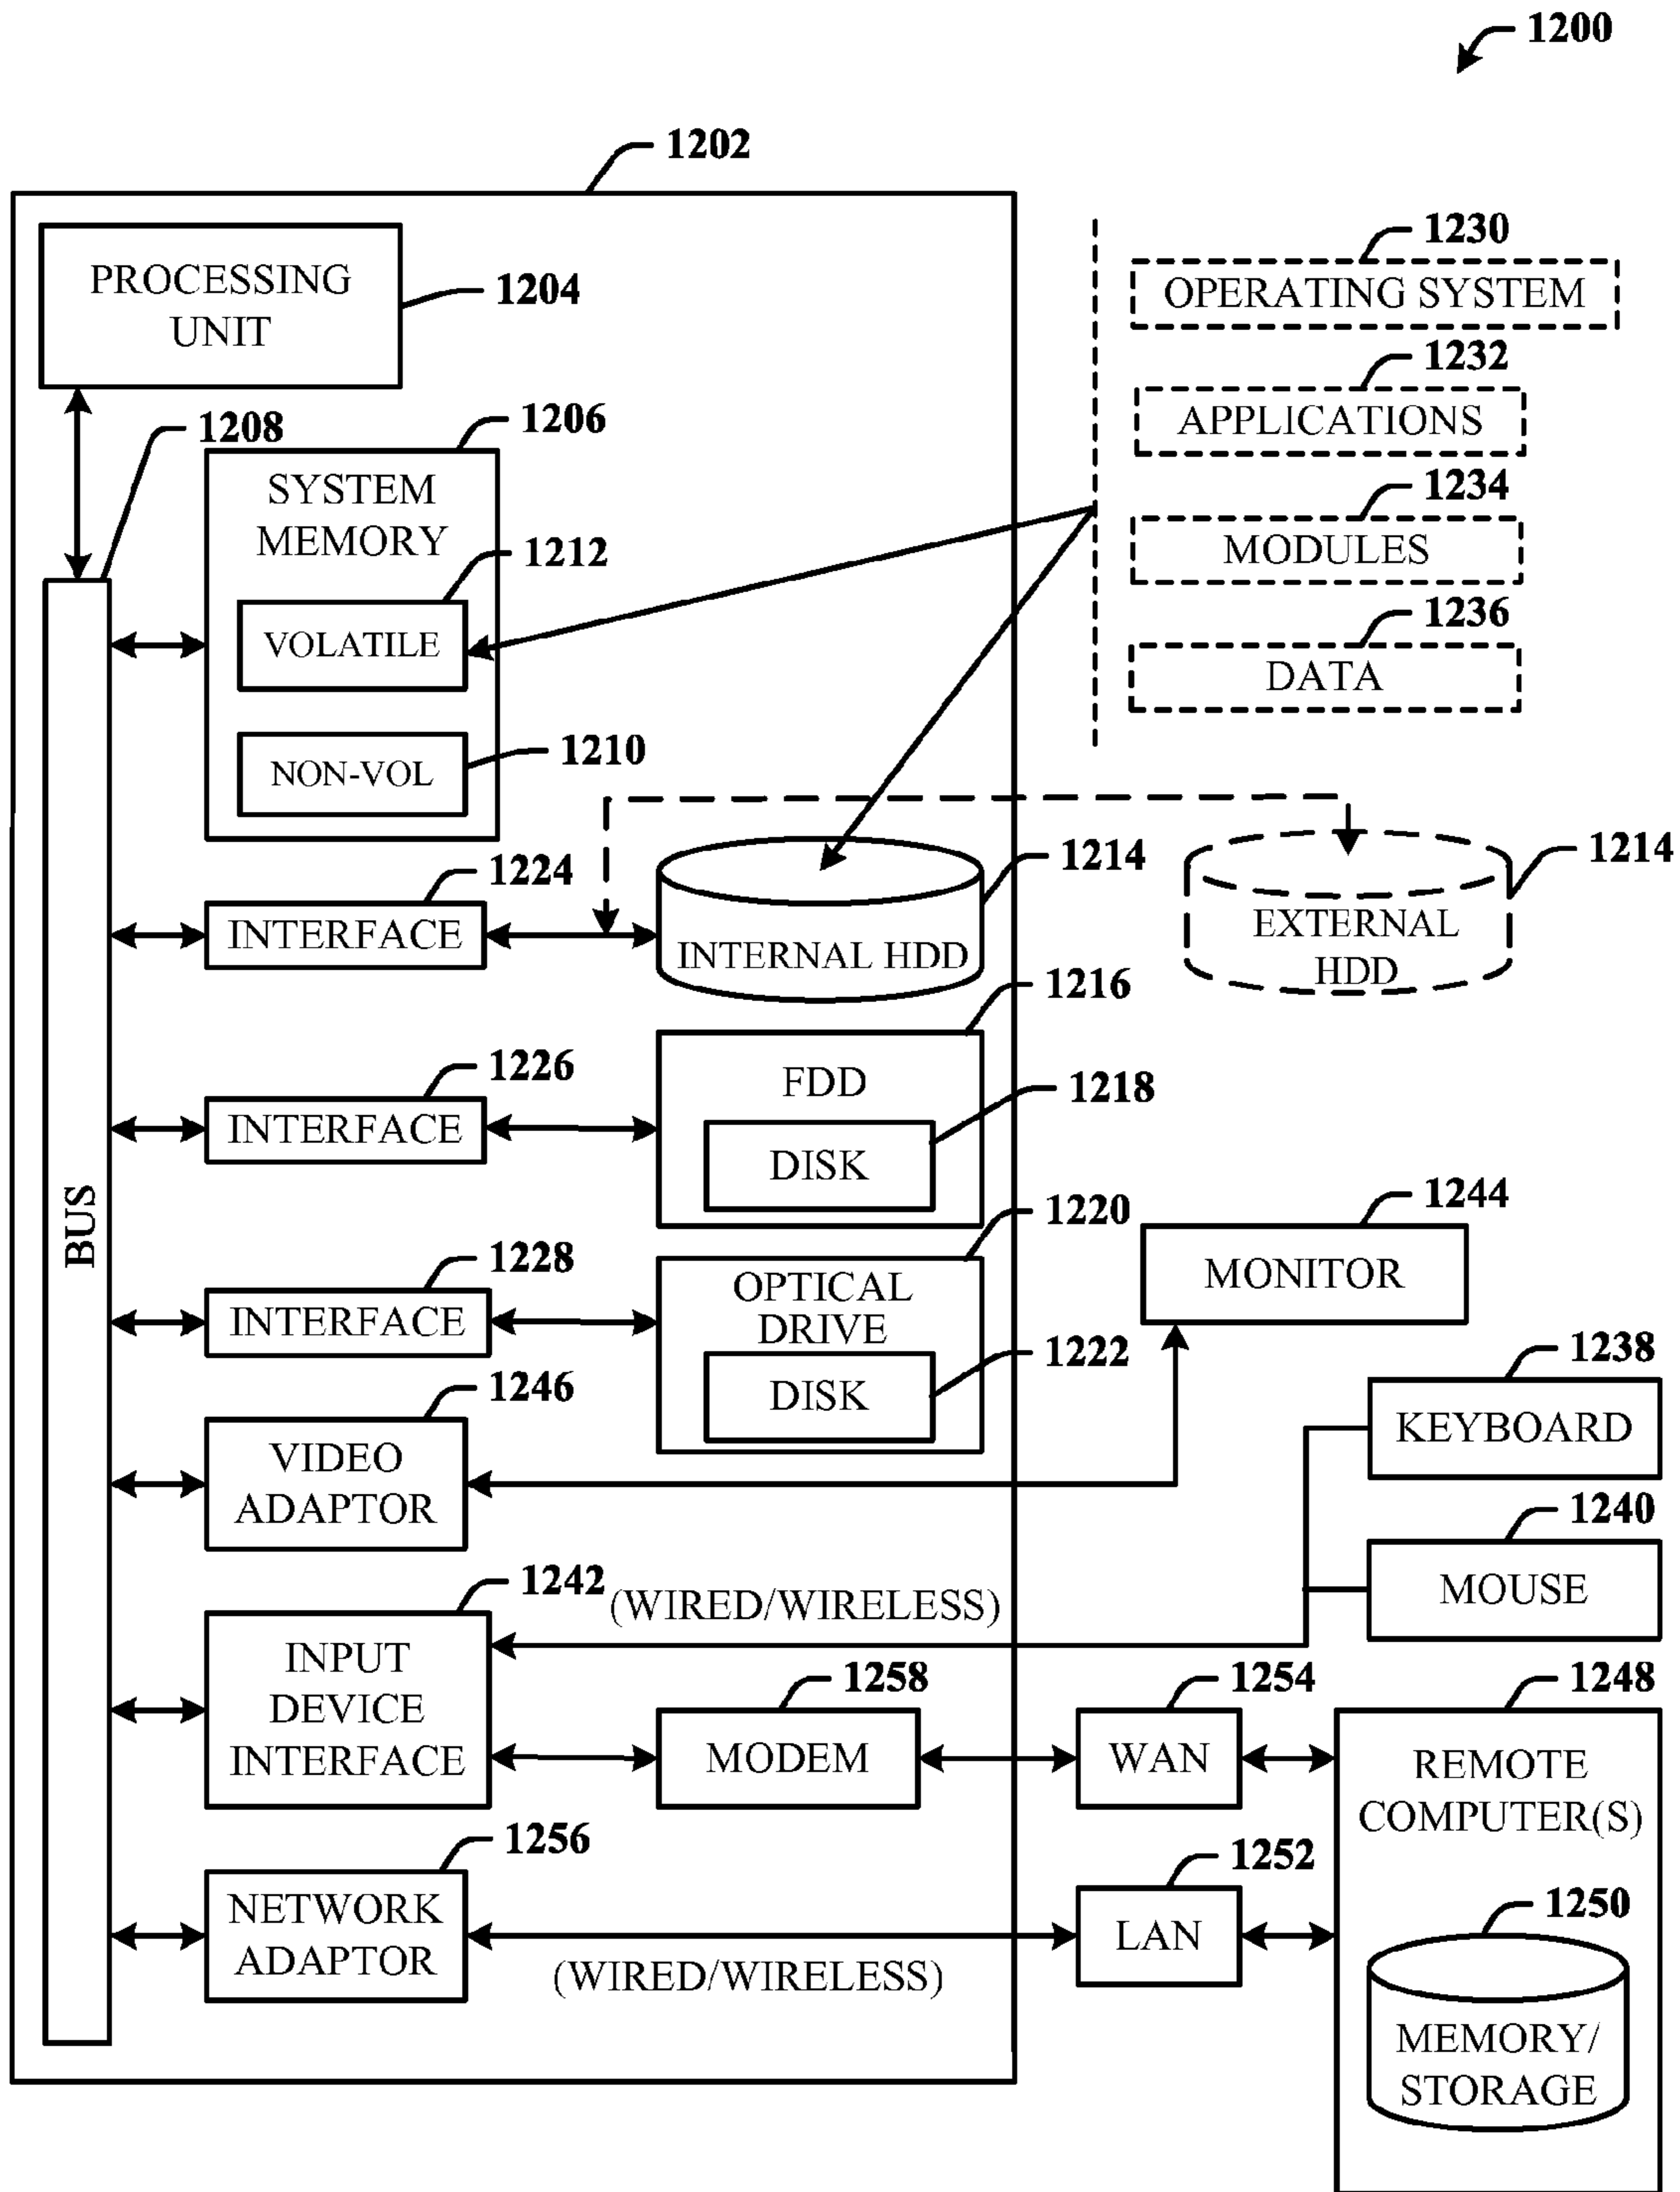 1200
1202
PROCESSING
UNIT
1204
1230
OPERATING SYSTEM
1232
APPLICATIONS
1234
MODULES
1236
DATA
1208
1206
SYSTEM
MEMORY
1212
VOLATILE
1210
NON-VOL
1224
INTERFACE
1214
INTERNAL HDD
1214
EXTERNAL
HDD
1216
1226
INTERFACE
FDD
1218
DISK
BUS
1220
1228
INTERFACE
OPTICAL
DRIVE
1222
DISK
1244
MONITOR
1246
VIDEO
ADAPTOR
1238
KEYBOARD
1240
MOUSE
1242
(WIRED/WIRELESS)
INPUT
DEVICE
INTERFACE
1258
MODEM
1254
WAN
1248
REMOTE
COMPUTER(S)
1256
NETWORK
ADAPTOR
(WIRED/WIRELESS)
1252
LAN
1250
MEMORY/
STORAGE